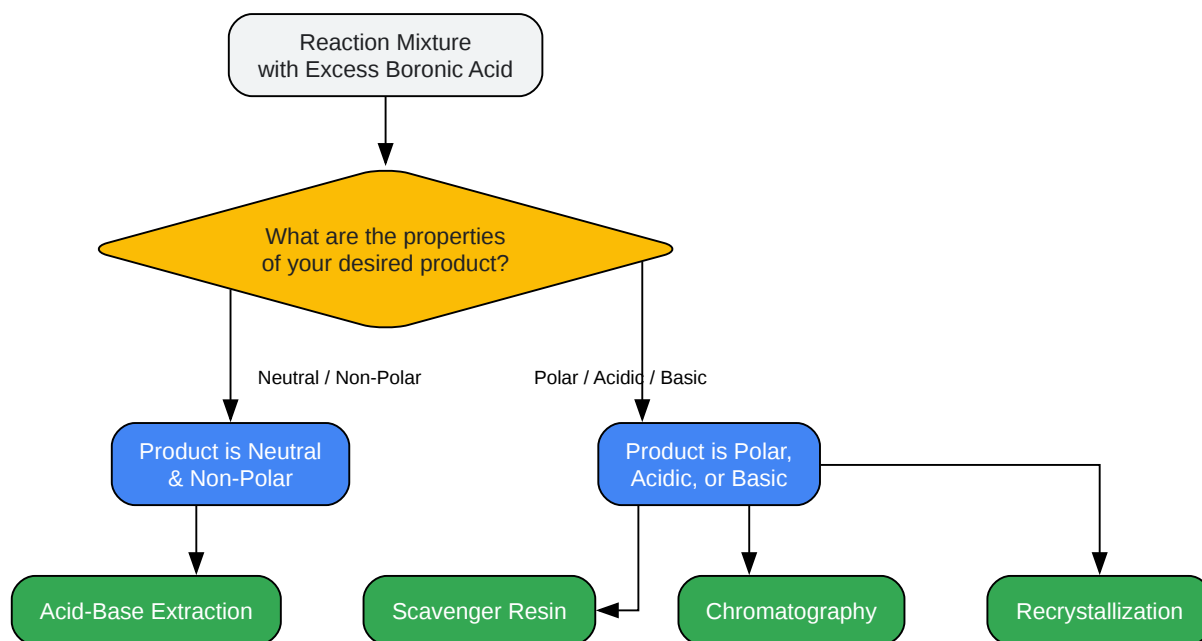 Reaction Mixture
with Excess Boronic Acid
What are the properties
of your desired product?
Neutral / Non-Polar
Polar / Acidic / Basic
Product is Neutral
& Non-Polar
Product is Polar,
Acidic, or Basic
Acid-Base Extraction
Scavenger Resin
Chromatography
Recrystallization